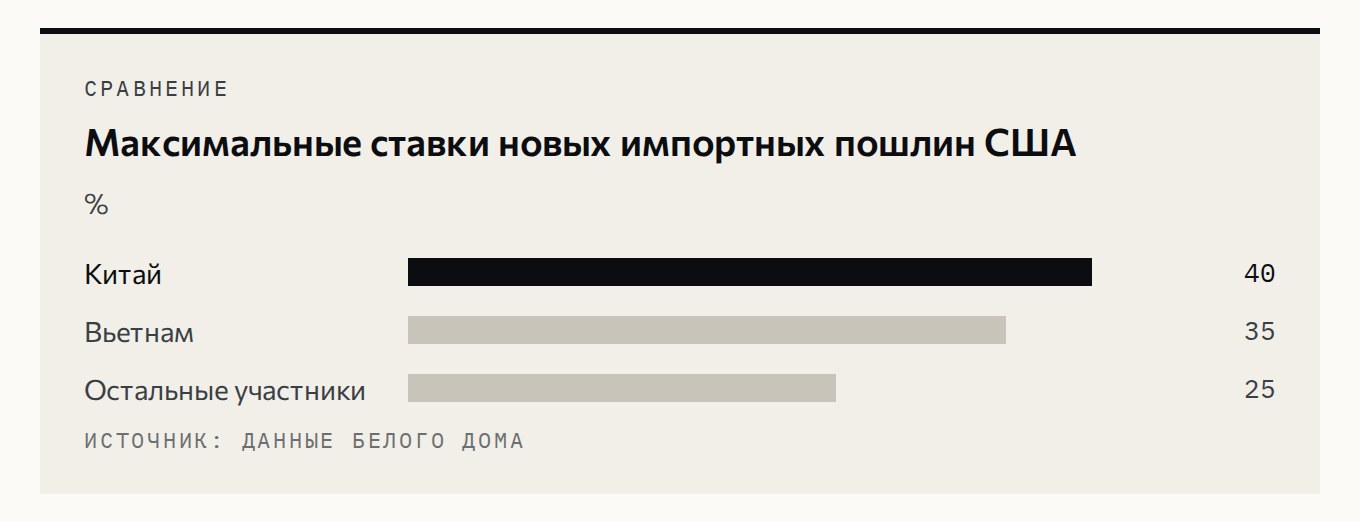 СРАВНЕНИЕ
Максимальные ставки новых импортных пошлин США
%
Китай 40
Вьетнам 35
Остальные участники 25
ИСТОЧНИК: ДАННЫЕ БЕЛОГО ДОМА